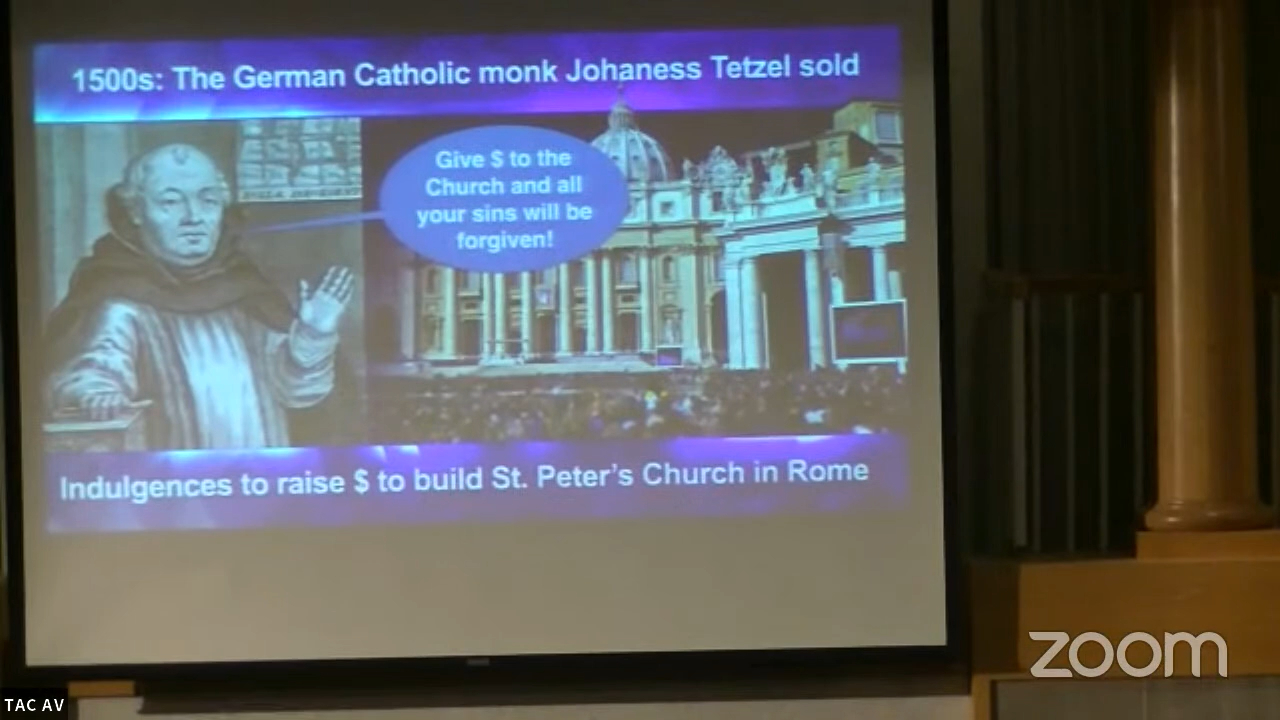 1500s: The German Catholic monk Johaness Tetzel sold
Give $ to the
Church and all
your sins will be
forgiven!
Indulgences to raise $ to build St. Peter's Church in Rome
zoom
TAC AV